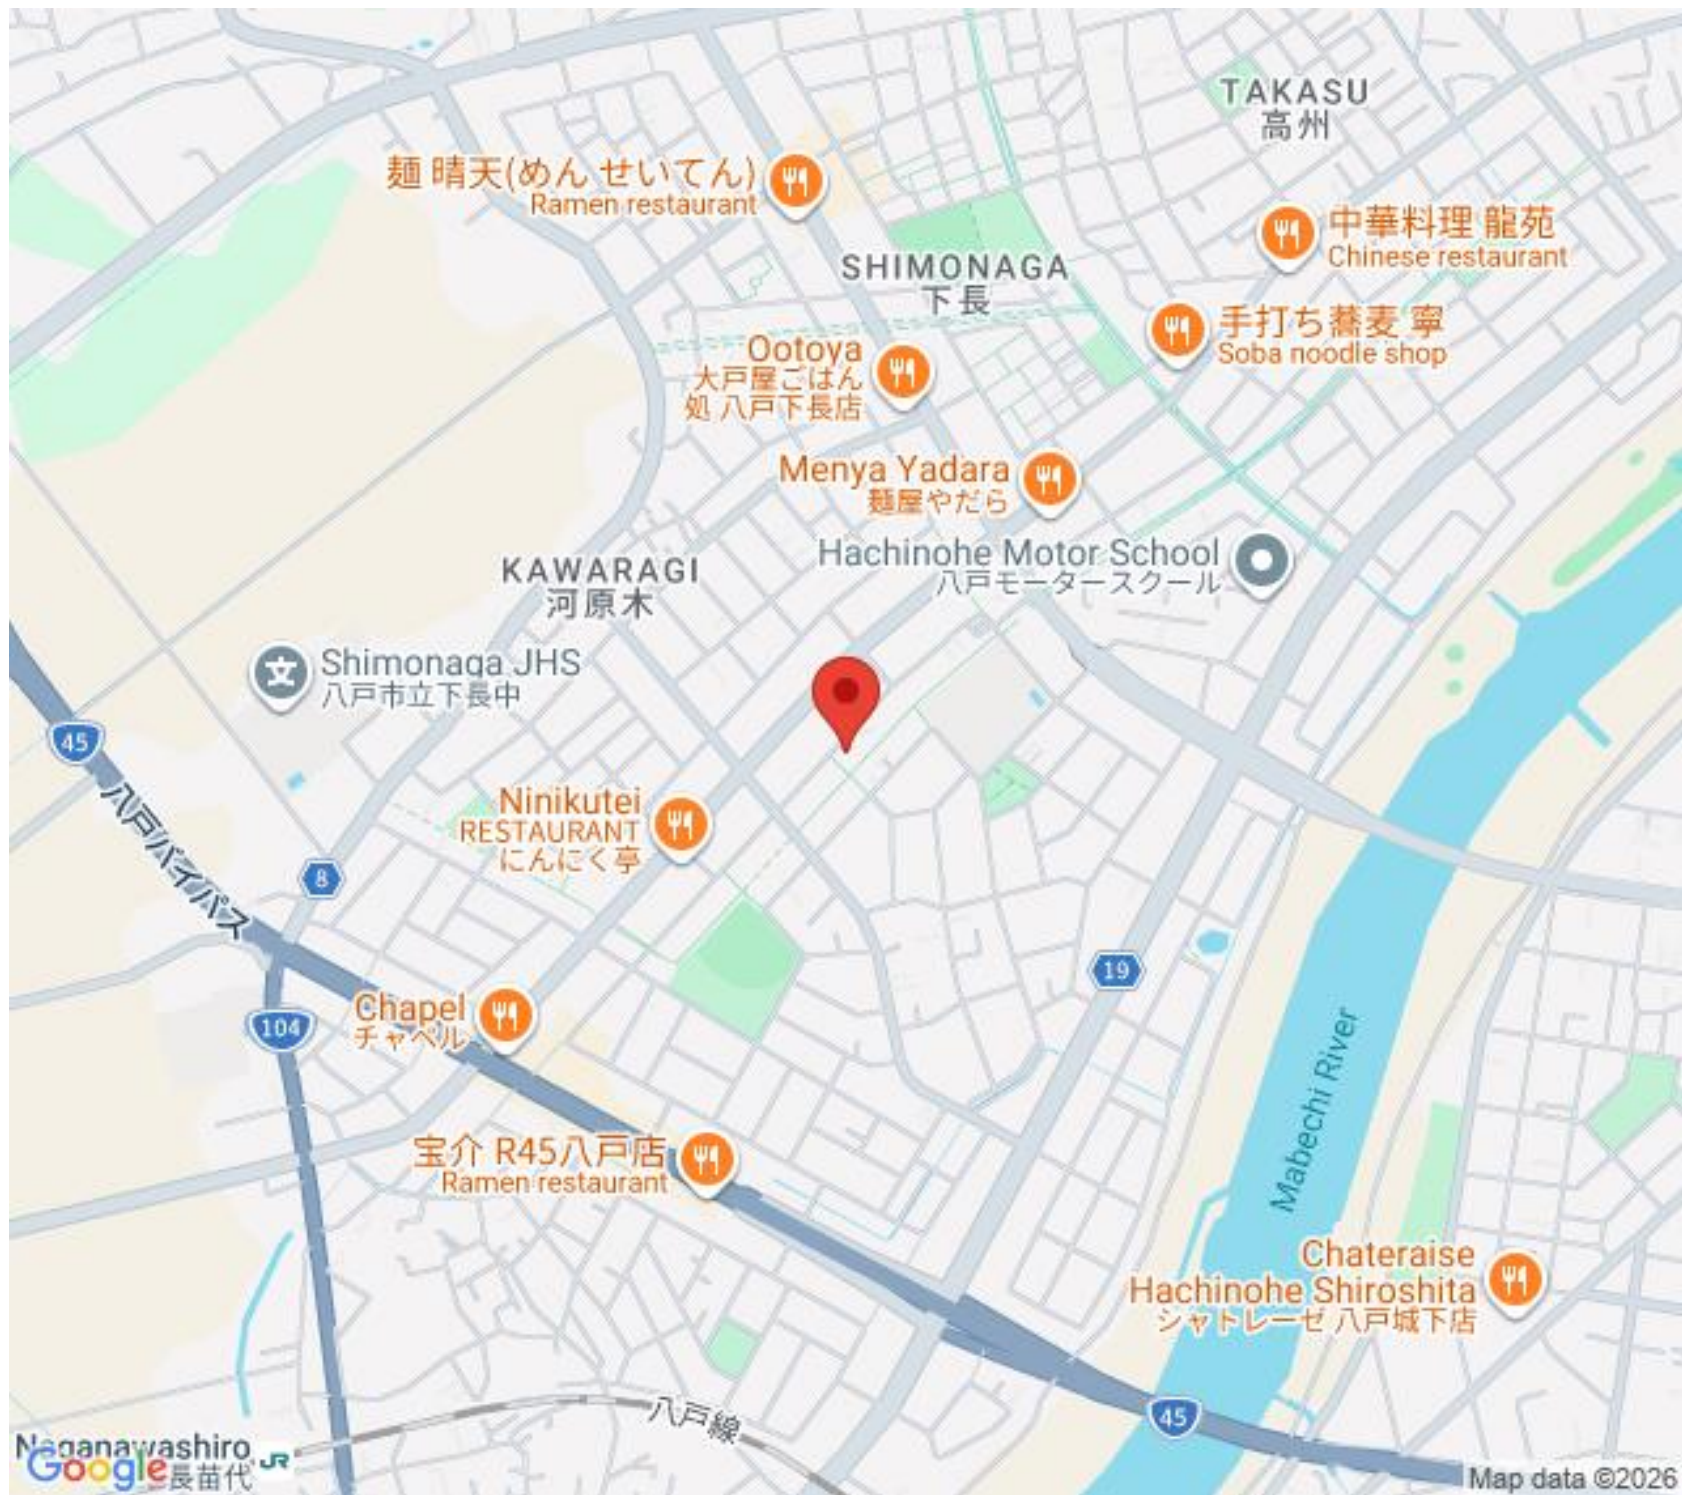 TAKASU
高州
麺 晴天(めん せいてん)
Ramen restaurant
中華料理 龍苑
Chinese restaurant
SHIMONAGA
下長
手打ち蕎麦 寧
Soba noodle shop
Ootoya
大戸屋ごはん
処 八戸下長店
Menya Yadara
麺屋やだら
Hachinohe Motor School
八戸モータースクール
KAWARAGI
河原木
Shimonaga JHS
八戸市立下長中
45
八戸バイパス
Ninikutei
RESTAURANT
にんにく亭
8
19
Chapel
チャペル
104
Mabechi River
宝介 R45八戸店
Ramen restaurant
Chateraise
Hachinohe Shiroshita
シャトレーゼ 八戸城下店
八戸線
45
Naganawashiro
長苗代
JR
Google
Map data ©2026